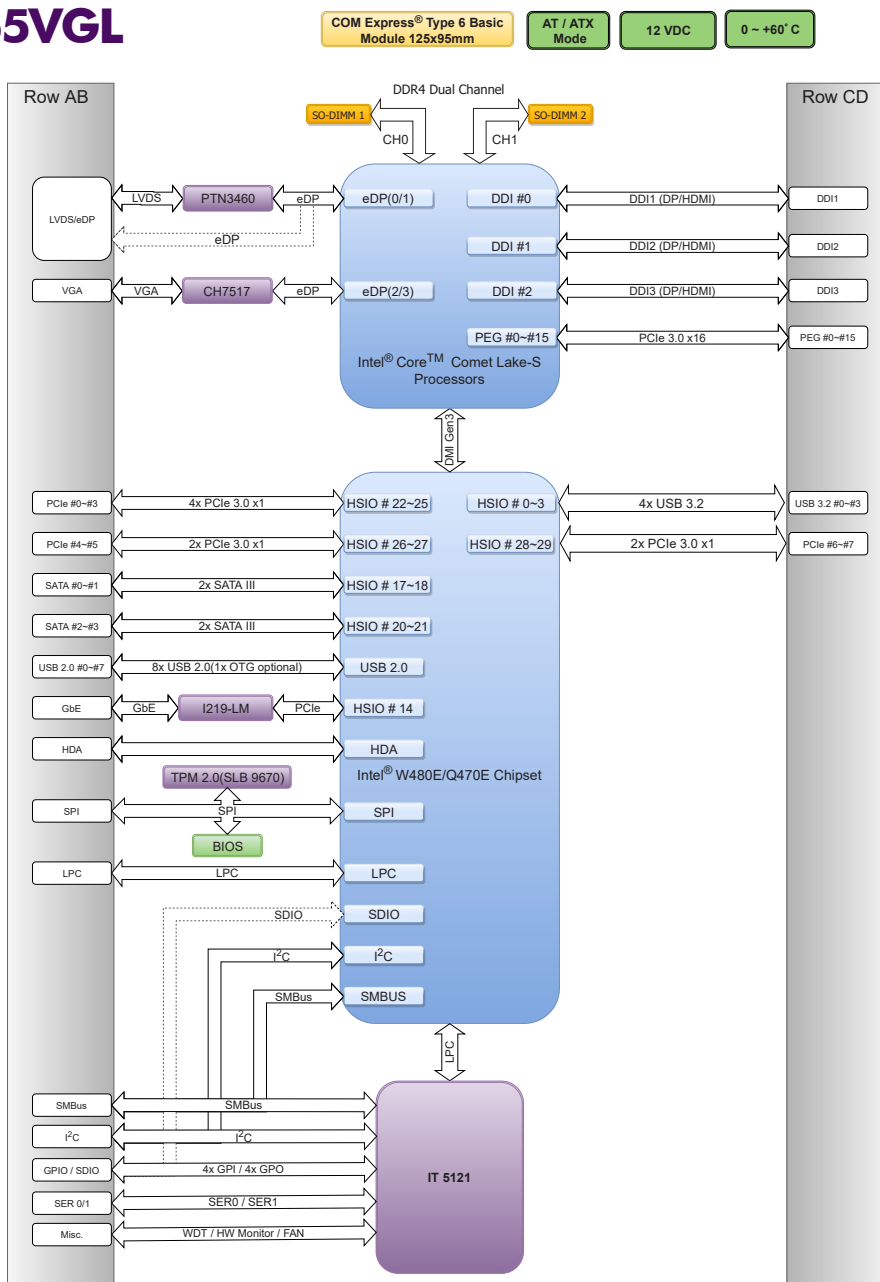 55VGL
COM Express® Type 6 Basic
Module 125x95mm
AT / ATX
Mode
12 VDC
0 ~ +60° C
Row AB
Row CD
DDR4 Dual Channel
SO-DIMM 1
SO-DIMM 2
CH0
CH1
LVDS/eDP
LVDS
PTN3460
eDP
eDP(0/1)
DDI #0
DDI1 (DP/HDMI)
DDI1
eDP
DDI #1
DDI2 (DP/HDMI)
DDI2
VGA
VGA
CH7517
eDP
eDP(2/3)
DDI #2
DDI3 (DP/HDMI)
DDI3
PEG #0~#15
PCIe 3.0 x16
PEG #0~#15
Intel® Core™ Comet Lake-S
Processors
DMI Gen3
PCIe #0~#3
4x PCIe 3.0 x1
HSIO # 22~25
HSIO # 0~3
4x USB 3.2
USB 3.2 #0~#3
PCIe #4~#5
2x PCIe 3.0 x1
HSIO # 26~27
HSIO # 28~29
2x PCIe 3.0 x1
PCIe #6~#7
SATA #0~#1
2x SATA III
HSIO # 17~18
SATA #2~#3
2x SATA III
HSIO # 20~21
USB 2.0 #0~#7
8x USB 2.0(1x OTG optional)
USB 2.0
GbE
GbE
I219-LM
PCIe
HSIO # 14
HDA
HDA
TPM 2.0(SLB 9670)
Intel® W480E/Q470E Chipset
SPI
SPI
SPI
BIOS
LPC
LPC
LPC
SDIO
SDIO
I²C
I²C
SMBus
SMBUS
LPC
SMBus
SMBus
I²C
I²C
GPIO / SDIO
4x GPI / 4x GPO
IT 5121
SER 0/1
SER0 / SER1
Misc.
WDT / HW Monitor / FAN